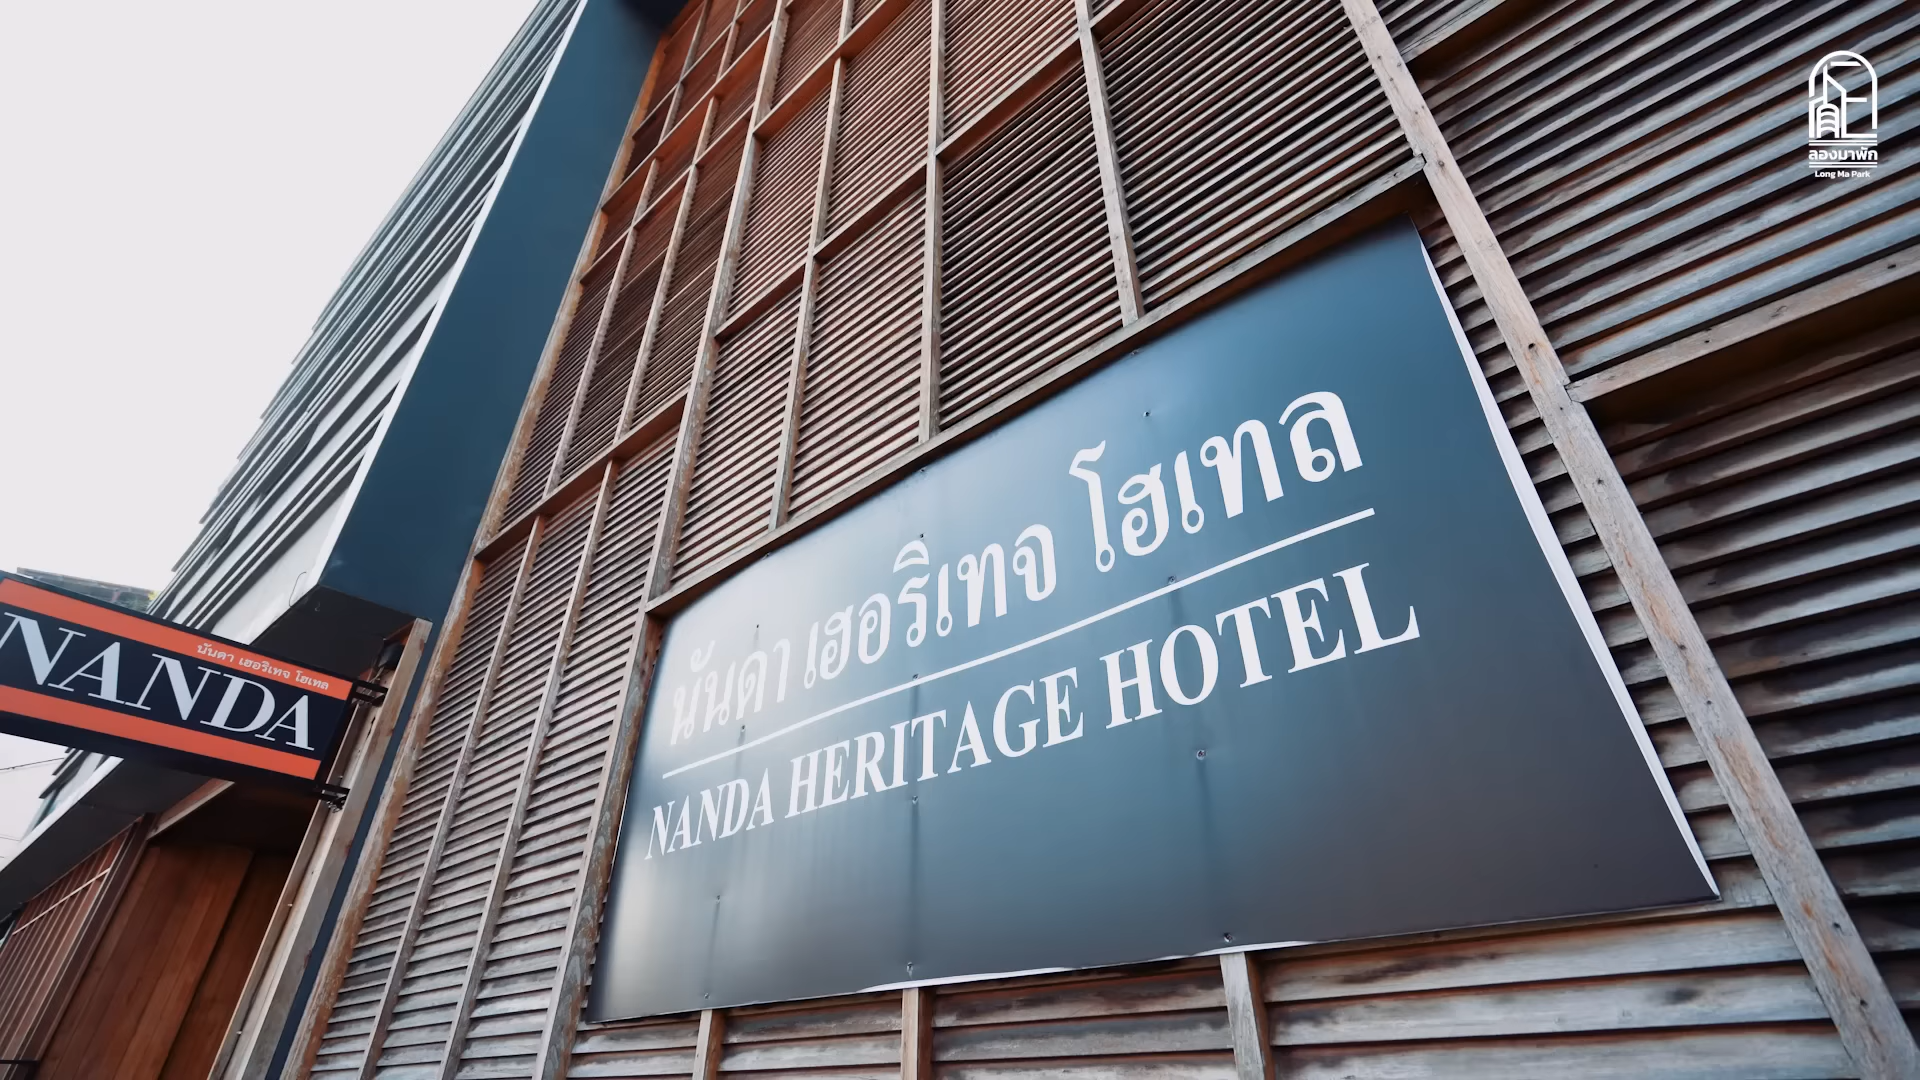 ลองมาพัก
Long Ma Park
นันดา เฮอริเทจ โฮเทล
NANDA HERITAGE HOTEL
นันดา เฮอริเทจ โฮเทล
NANDA